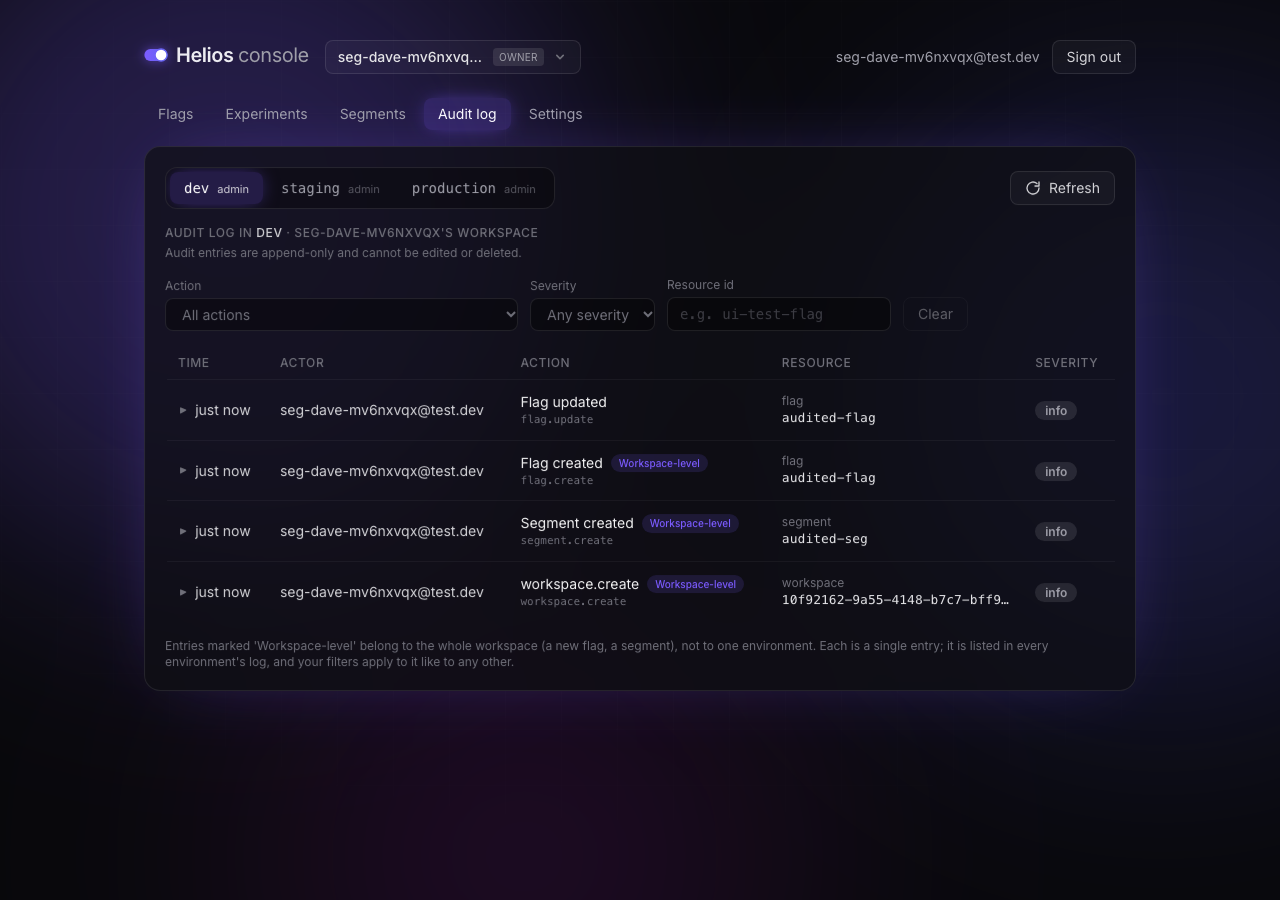 Helios console
seg-dave-mv6nxvq... OWNER
seg-dave-mv6nxvqx@test.dev
Sign out
Flags Experiments Segments Audit log Settings
dev admin staging admin production admin
Refresh
AUDIT LOG IN DEV · SEG-DAVE-MV6NXVQX'S WORKSPACE
Audit entries are append-only and cannot be edited or deleted.
Action Severity Resource id
All actions Any severity e.g. ui-test-flag Clear
TIME ACTOR ACTION RESOURCE SEVERITY
just now seg-dave-mv6nxvqx@test.dev Flag updated flag info
flag.update audited-flag
just now seg-dave-mv6nxvqx@test.dev Flag created Workspace-level flag info
flag.create audited-flag
just now seg-dave-mv6nxvqx@test.dev Segment created Workspace-level segment info
segment.create audited-seg
just now seg-dave-mv6nxvqx@test.dev workspace.create Workspace-level workspace info
workspace.create 10f92162-9a55-4148-b7c7-bff9…
Entries marked 'Workspace-level' belong to the whole workspace (a new flag, a segment), not to one environment. Each is a single entry; it is listed in every
environment's log, and your filters apply to it like to any other.